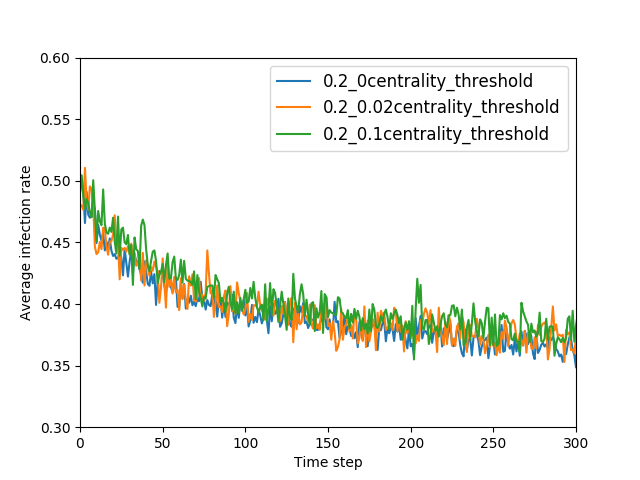 0.60
0.55
0.50
0.45
0.40
0.35
0.30
Average infection rate
0.2_0centrality_threshold
0.2_0.02centrality_threshold
0.2_0.1centrality_threshold
0 50 100 150 200 250 300
Time step